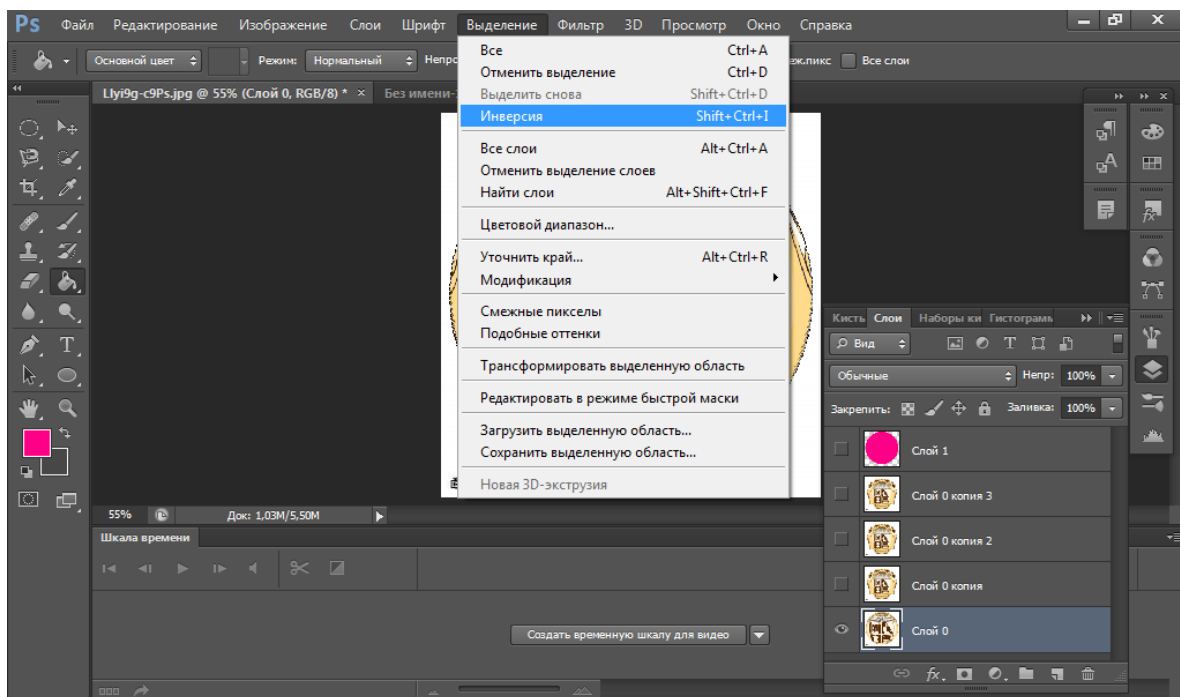 Ps Файл Редактирование Изображение Слои Шрифт Выделение Фильтр 3D Просмотр Окно Справка
Основной цвет Режим: Нормальный Все слои
Llyi9g-c9Ps.jpg @ 55% (Слой 0, RGB/8) * ×
Все Ctrl+A
Отменить выделение Ctrl+D
Выделить снова Shift+Ctrl+D
Инверсия Shift+Ctrl+I
Все слои Alt+Ctrl+A
Отменить выделение слоев
Найти слои Alt+Shift+Ctrl+F
Цветовой диапазон...
Уточнить край... Alt+Ctrl+R
Модификация
Смежные пикселы
Подобные оттенки
Трансформировать выделенную область
Редактировать в режиме быстрой маски
Загрузить выделенную область...
Сохранить выделенную область...
Новая 3D-экструзия
Кисть Слои Наборы ки Гистограмм
Вид
Обычные Непр: 100%
Закрепить: Заливка: 100%
Слой 1
Слой 0 копия 3
Слой 0 копия 2
Слой 0 копия
Слой 0
55% Док: 1,03M/5,50M
Шкала времени
Создать временную шкалу для видео